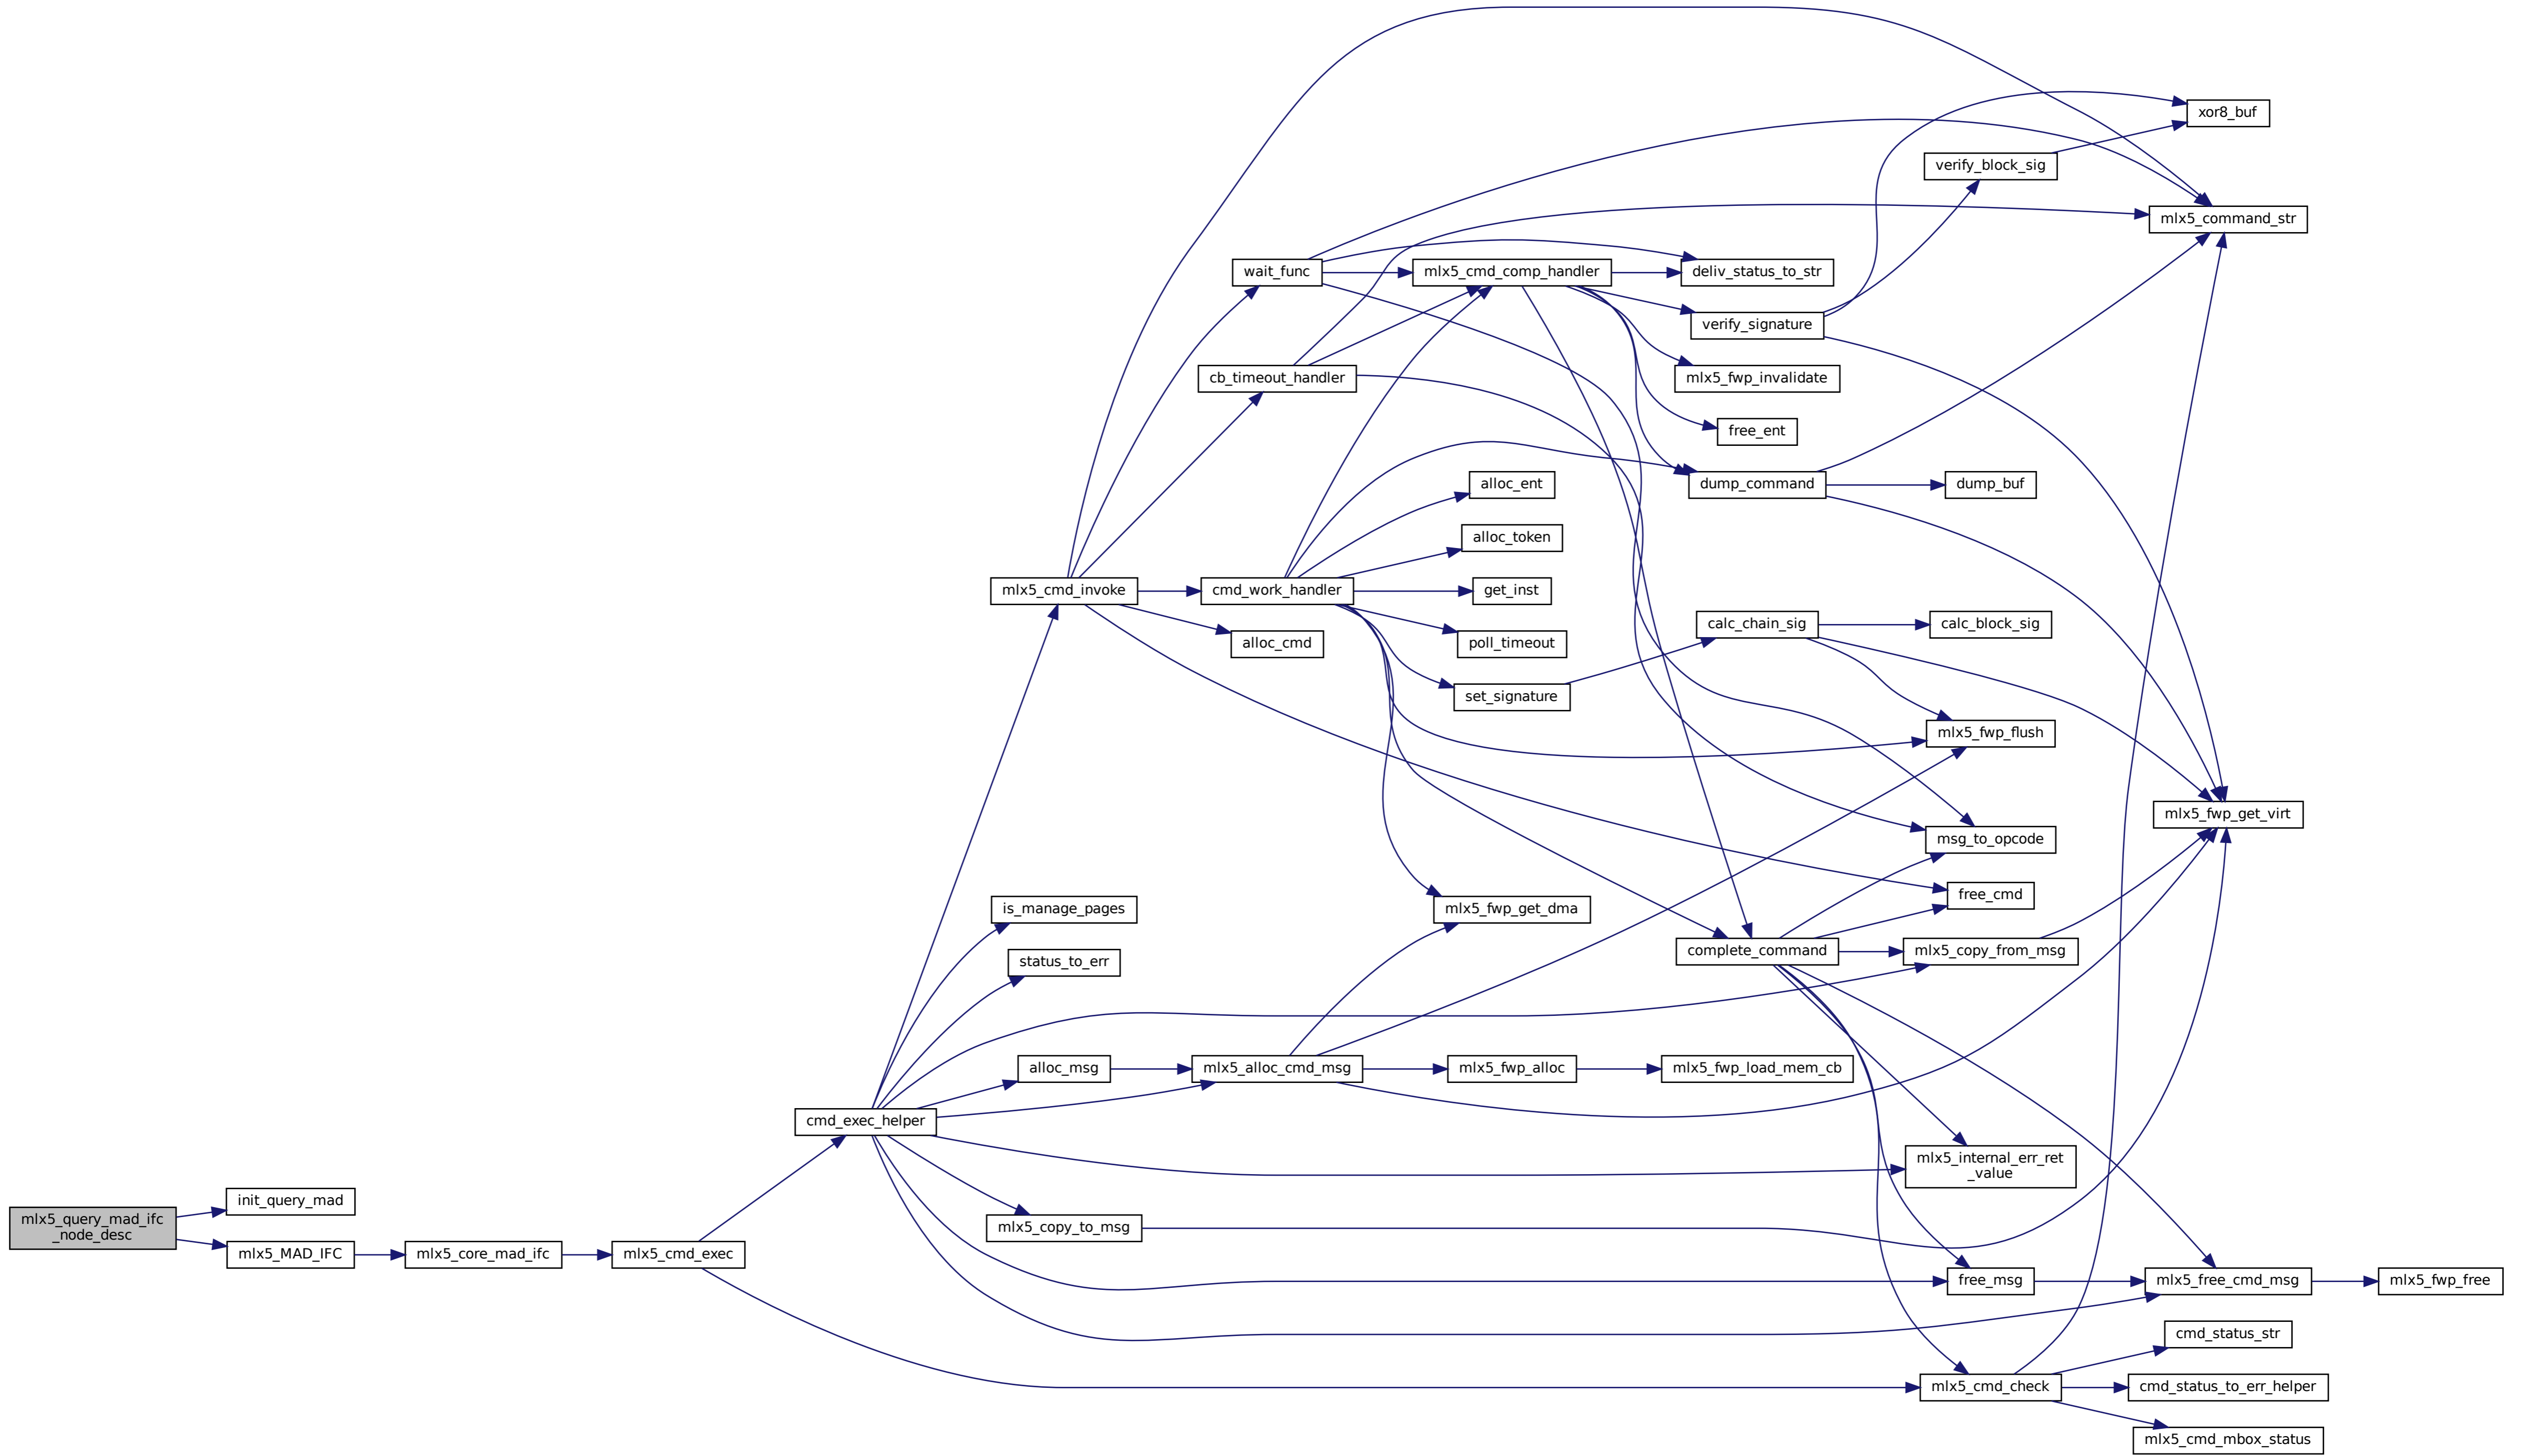 xor8_buf
verify_block_sig
mlx5_command_str
wait_func
mlx5_cmd_comp_handler
deliv_status_to_str
verify_signature
cb_timeout_handler
mlx5_fwp_invalidate
free_ent
alloc_ent
dump_command
dump_buf
alloc_token
mlx5_cmd_invoke
cmd_work_handler
get_inst
calc_chain_sig
calc_block_sig
alloc_cmd
poll_timeout
set_signature
mlx5_fwp_flush
mlx5_fwp_get_virt
msg_to_opcode
free_cmd
is_manage_pages
mlx5_fwp_get_dma
complete_command
mlx5_copy_from_msg
status_to_err
alloc_msg
mlx5_alloc_cmd_msg
mlx5_fwp_alloc
mlx5_fwp_load_mem_cb
cmd_exec_helper
mlx5_internal_err_ret
_value
init_query_mad
mlx5_query_mad_ifc
_node_desc
mlx5_copy_to_msg
mlx5_MAD_IFC
mlx5_core_mad_ifc
mlx5_cmd_exec
free_msg
mlx5_free_cmd_msg
mlx5_fwp_free
cmd_status_str
mlx5_cmd_check
cmd_status_to_err_helper
mlx5_cmd_mbox_status